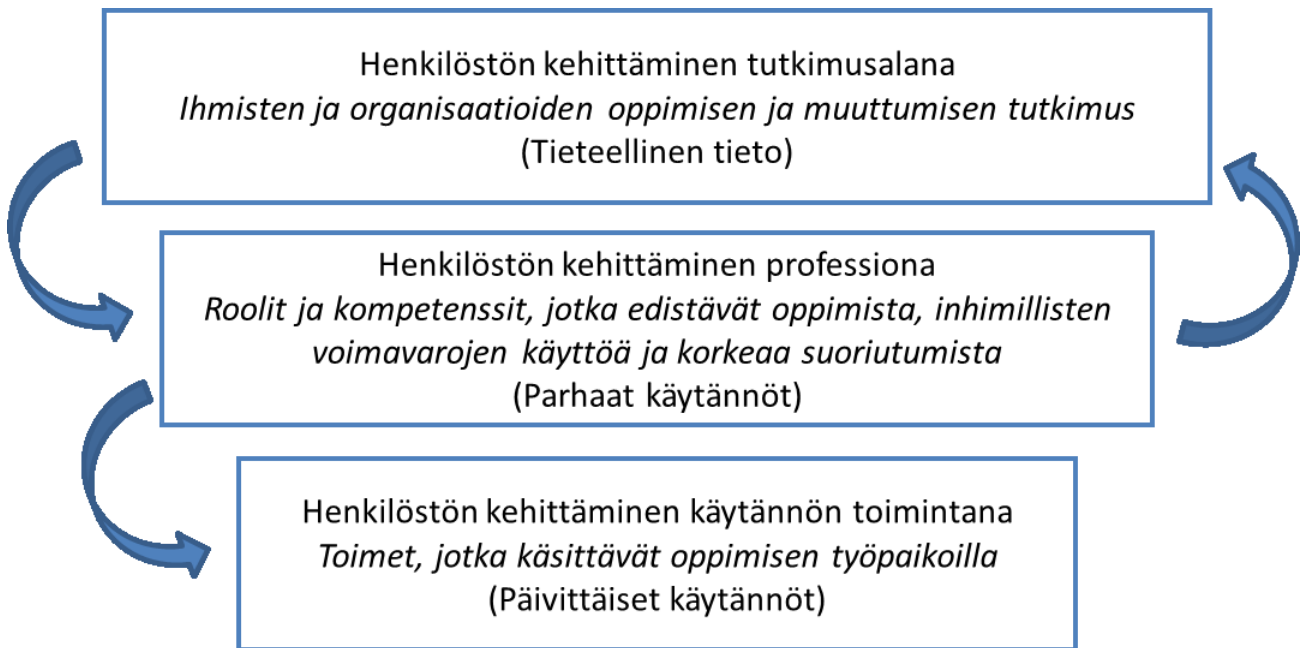 Henkilöstön kehittäminen tutkimusalana
Ihmisten ja organisaatioiden oppimisen ja muuttumisen tutkimus
(Tieteellinen tieto)
Henkilöstön kehittäminen professiona
Roolit ja kompetenssit, jotka edistävät oppimista, inhimillisten
voimavarojen käyttöä ja korkeaa suoriutumista
(Parhaat käytännöt)
Henkilöstön kehittäminen käytännön toimintana
Toimet, jotka käsittävät oppimisen työpaikoilla
(Päivittäiset käytännöt)